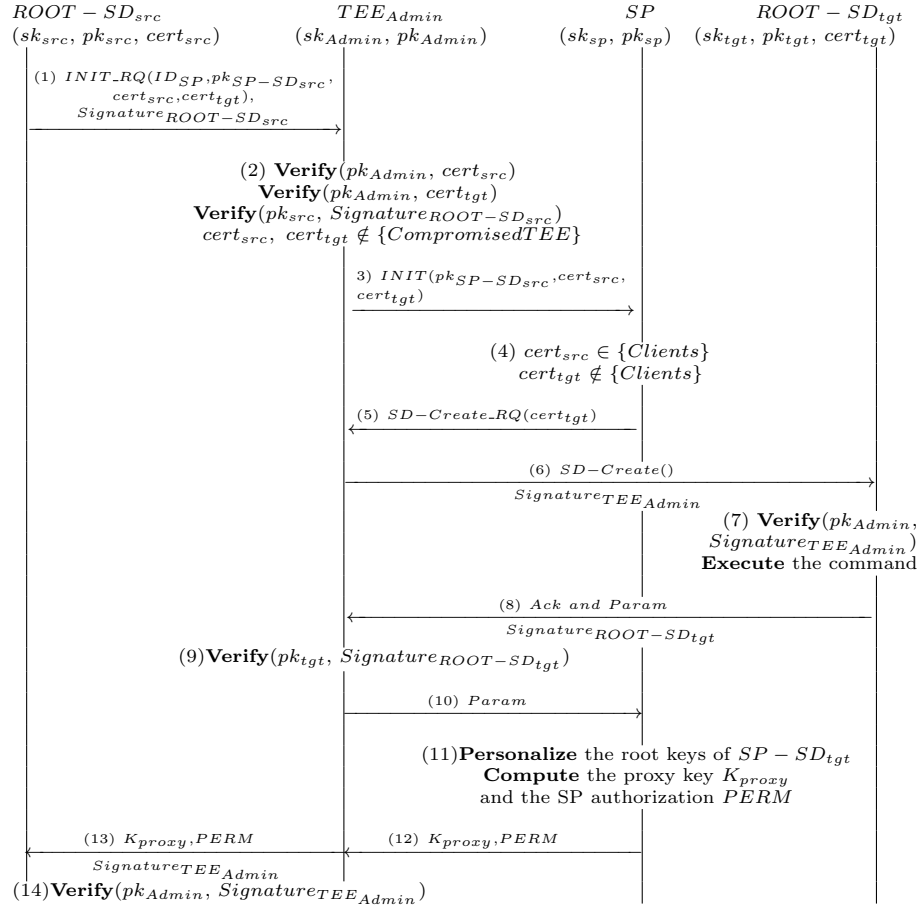 ROOT − SD_src TEE_Admin SP ROOT − SD_tgt
(sk_src, pk_src, cert_src) (sk_Admin, pk_Admin) (sk_sp, pk_sp) (sk_tgt, pk_tgt, cert_tgt)
(1) INIT_RQ(ID_SP,pk_SP−SD_src,
cert_src,cert_tgt),
Signature_ROOT−SD_src
(2) Verify(pk_Admin, cert_src)
Verify(pk_Admin, cert_tgt)
Verify(pk_src, Signature_ROOT−SD_src)
cert_src, cert_tgt ∉ {CompromisedTEE}
3) INIT(pk_SP−SD_src,cert_src,
cert_tgt)
(4) cert_src ∈ {Clients}
cert_tgt ∉ {Clients}
(5) SD−Create_RQ(cert_tgt)
(6) SD−Create()
Signature_TEE_Admin
(7) Verify(pk_Admin,
Signature_TEE_Admin)
Execute the command
(8) Ack and Param
Signature_ROOT−SD_tgt
(9)Verify(pk_tgt, Signature_ROOT−SD_tgt)
(10) Param
(11)Personalize the root keys of SP − SD_tgt
Compute the proxy key K_proxy
and the SP authorization PERM
(13) K_proxy,PERM (12) K_proxy,PERM
Signature_TEE_Admin
(14)Verify(pk_Admin, Signature_TEE_Admin)